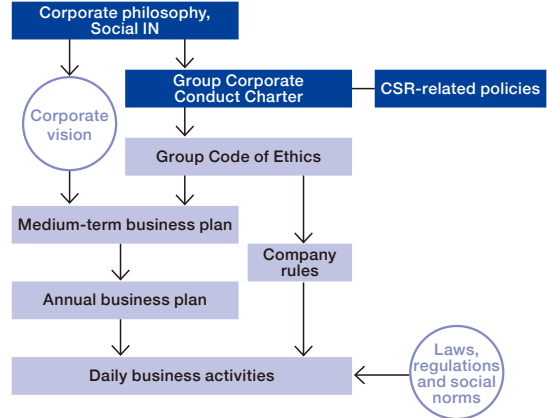 Corporate philosophy,
Social IN
Group Corporate
Conduct Charter
CSR-related policies
Corporate
vision
Group Code of Ethics
Medium-term business plan
Company
rules
Annual business plan
Daily business activities
Laws,
regulations
and social
norms